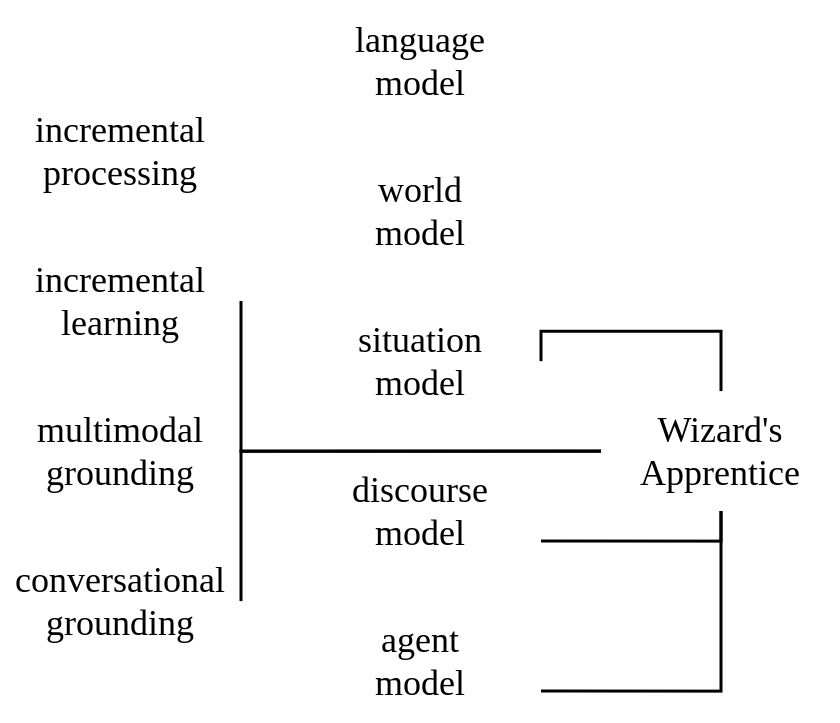 language
model
incremental
processing
world
model
incremental
learning
situation
model
multimodal
grounding
Wizard's
Apprentice
discourse
model
conversational
grounding
agent
model